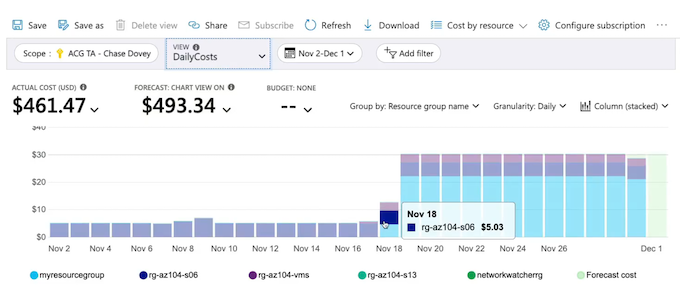 Save Save as Delete view Share Subscribe Refresh Download Cost by resource Configure subscription ...
Scope : ACG TA - Chase Dovey VIEW DailyCosts Nov 2-Dec 1 Add filter
ACTUAL COST (USD) FORECAST: CHART VIEW ON BUDGET: NONE
$461.47 $493.34 -- Group by: Resource group name Granularity: Daily Column (stacked)
$40
$30
$20
$10
$0
Nov 18
rg-az104-s06 $5.03
Nov 2 Nov 4 Nov 6 Nov 8 Nov 10 Nov 12 Nov 14 Nov 16 Nov 18 Nov 20 Nov 22 Nov 24 Nov 26 Dec 1
myresourcegroup rg-az104-s06 rg-az104-vms rg-az104-s13 networkwatcherrg Forecast cost